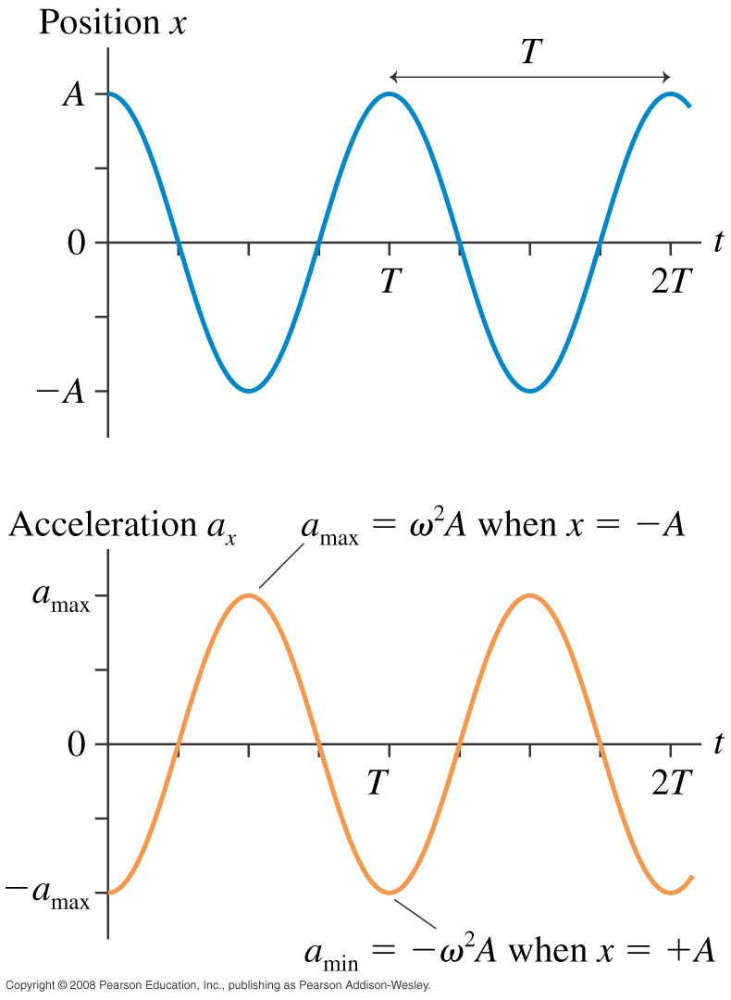 Position x
T
A
0
t
T
2T
−A
Acceleration aₓ
a_max = ω²A when x = −A
a_max
0
t
T
2T
−a_max
a_min = −ω²A when x = +A
Copyright © 2008 Pearson Education, Inc., publishing as Pearson Addison-Wesley.